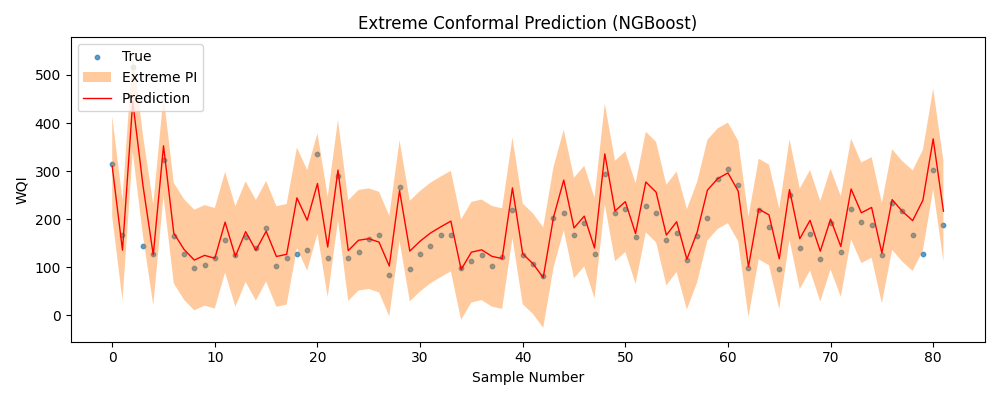 Extreme Conformal Prediction (NGBoost)
True
Extreme PI
Prediction
500
400
300
200
100
0
WQI
0 10 20 30 40 50 60 70 80
Sample Number